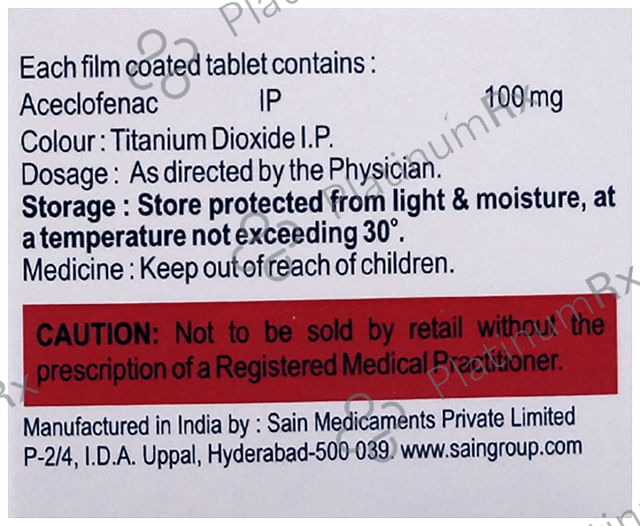 Each film coated tablet contains :
Aceclofenac IP 100mg
Colour : Titanium Dioxide I.P.
Dosage : As directed by the Physician.
Storage : Store protected from light & moisture, at
a temperature not exceeding 30°.
Medicine : Keep out of reach of children.
CAUTION: Not to be sold by retail without the
prescription of a Registered Medical Practitioner.
Manufactured in India by : Sain Medicaments Private Limited
P-2/4, I.D.A. Uppal, Hyderabad-500 039. www.saingroup.com
PlatinumRx
PlatinumRx